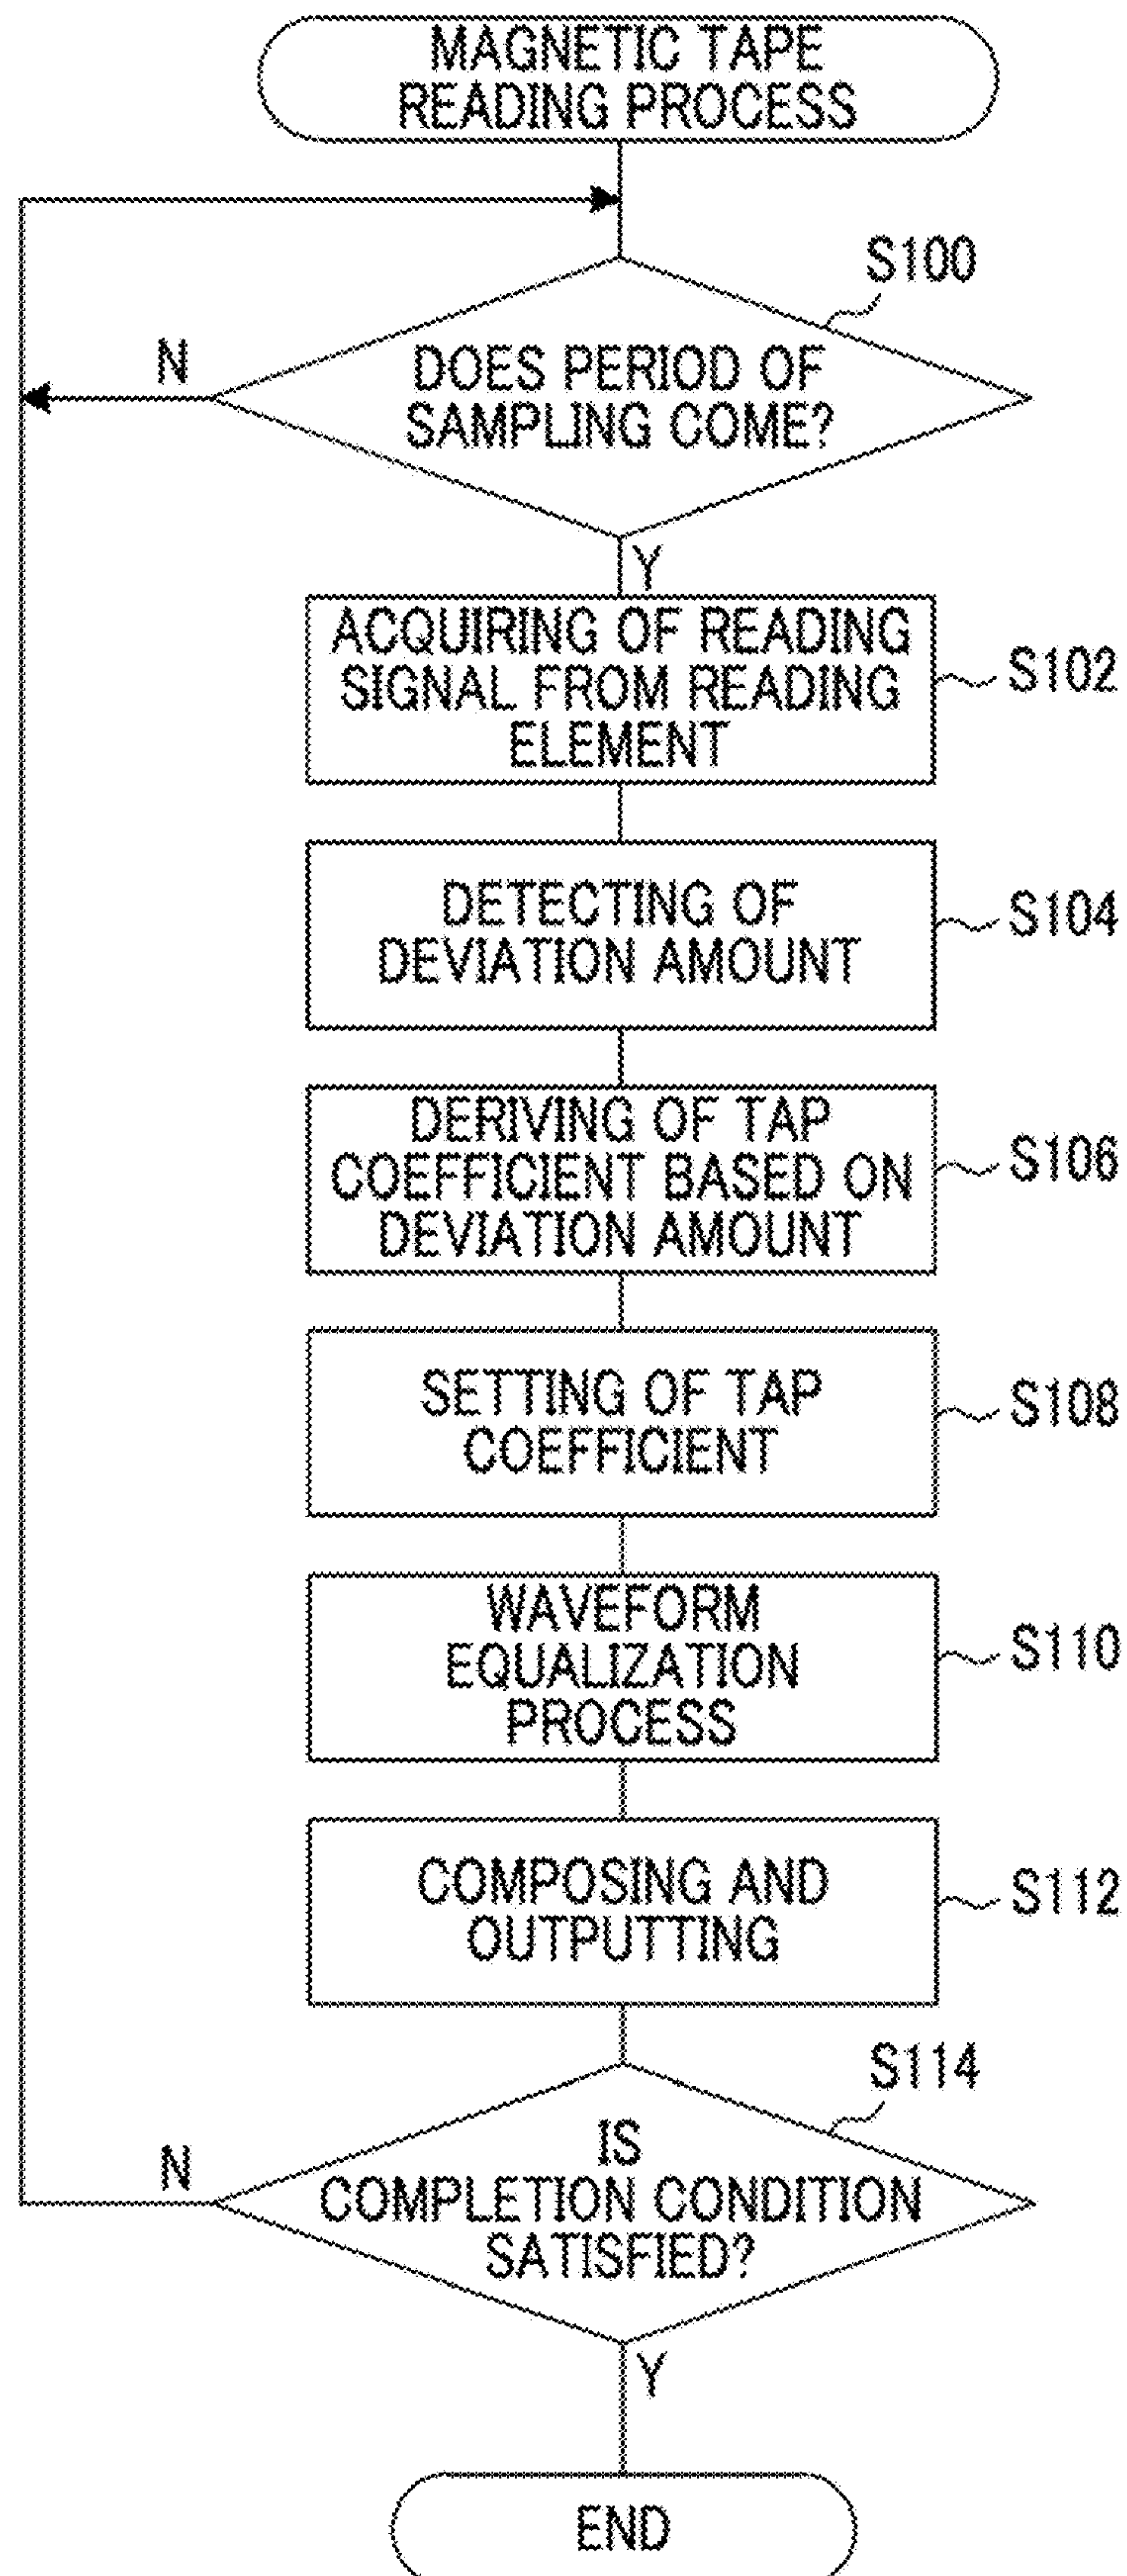 MAGNETIC TAPE
READING PROCESS
S100
N
DOES PERIOD OF
SAMPLING COME?
Y
ACQUIRING OF READING
SIGNAL FROM READING
ELEMENT
S102
DETECTING OF
DEVIATION AMOUNT
S104
DERIVING OF TAP
COEFFICIENT BASED ON
DEVIATION AMOUNT
S106
SETTING OF TAP
COEFFICIENT
S108
WAVEFORM
EQUALIZATION
PROCESS
S110
COMPOSING AND
OUTPUTTING
S112
S114
N
IS
COMPLETION CONDITION
SATISFIED?
Y
END